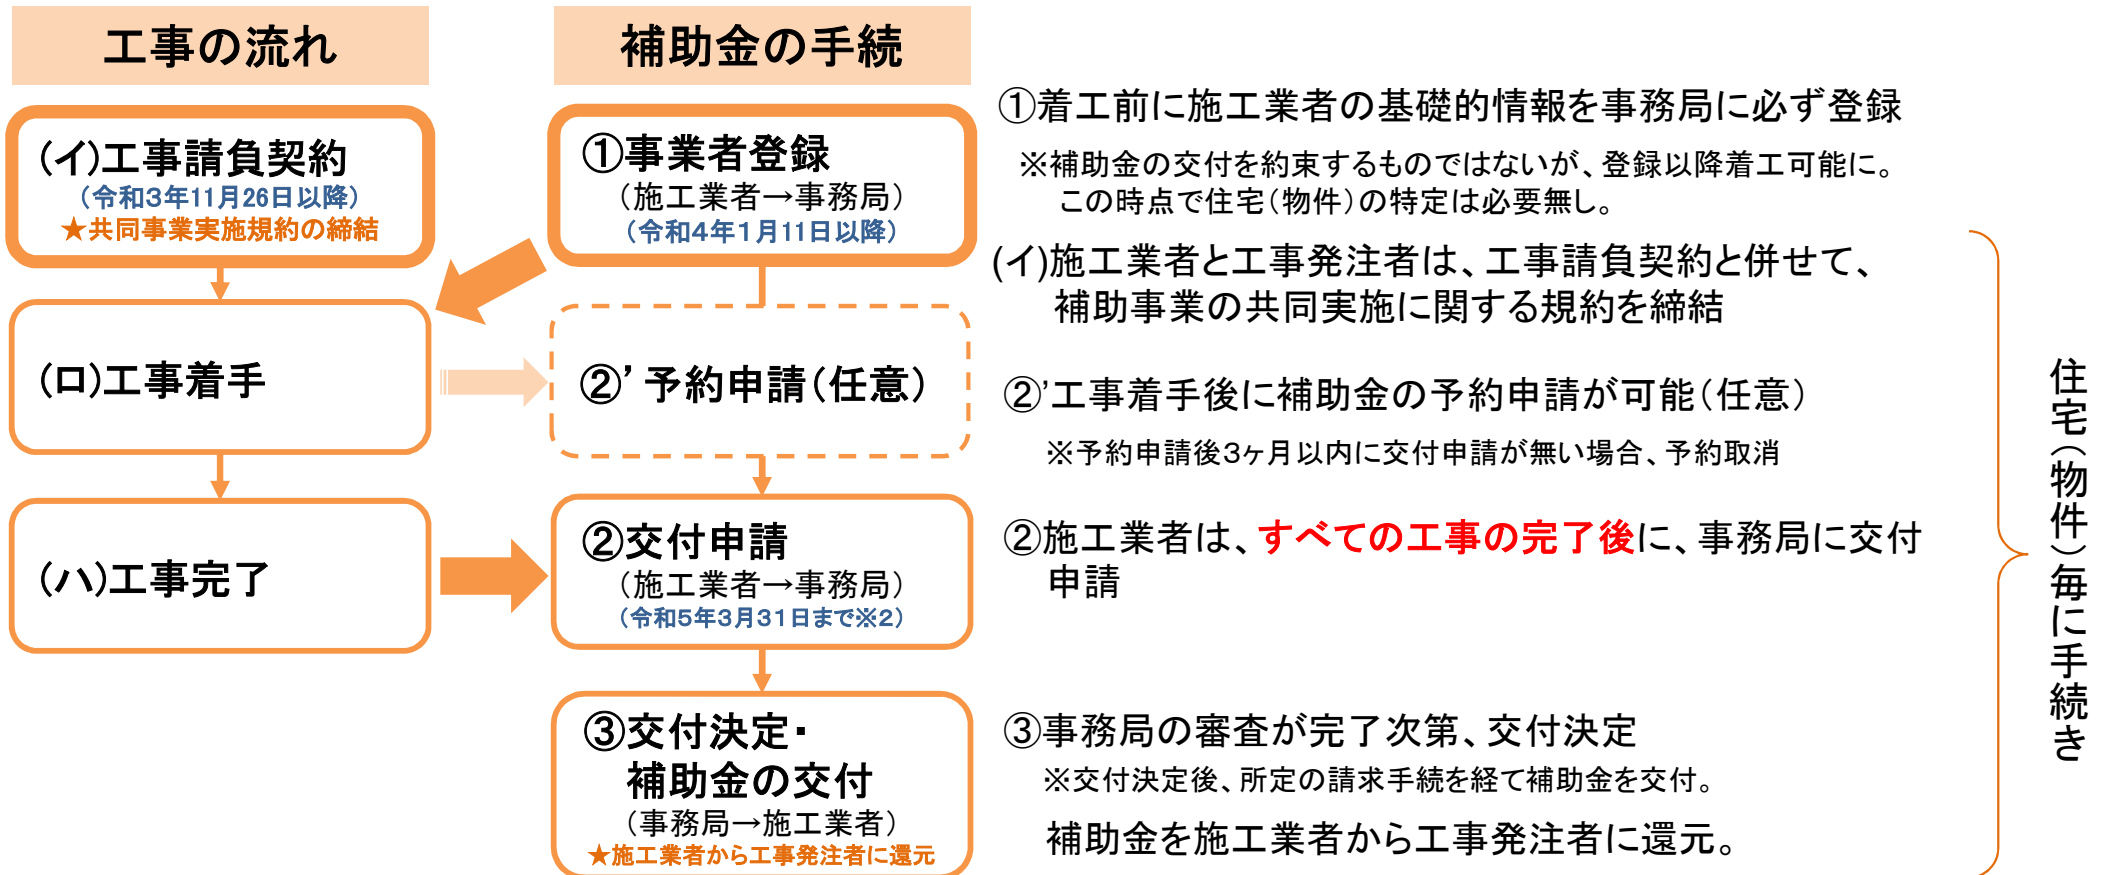 工事の流れ
補助金の手続
(イ)工事請負契約
（令和3年11月26日以降）
★共同事業実施規約の締結
(ロ)工事着手
(ハ)工事完了
①事業者登録
（施工業者→事務局）
（令和4年1月11日以降）
②’予約申請（任意）
②交付申請
（施工業者→事務局）
（令和5年3月31日まで※2）
③交付決定・
補助金の交付
（事務局→施工業者）
★施工業者から工事発注者に還元
①着工前に施工業者の基礎的情報を事務局に必ず登録
※補助金の交付を約束するものではないが、登録以降着工可能に。
この時点で住宅（物件）の特定は必要無し。
(イ)施工業者と工事発注者は、工事請負契約と併せて、
補助事業の共同実施に関する規約を締結
②’工事着手後に補助金の予約申請が可能（任意）
※予約申請後3ヶ月以内に交付申請が無い場合、予約取消
②施工業者は、すべての工事の完了後に、事務局に交付
申請
③事務局の審査が完了次第、交付決定
※交付決定後、所定の請求手続を経て補助金を交付。
補助金を施工業者から工事発注者に還元。
住宅（物件）毎に手続き